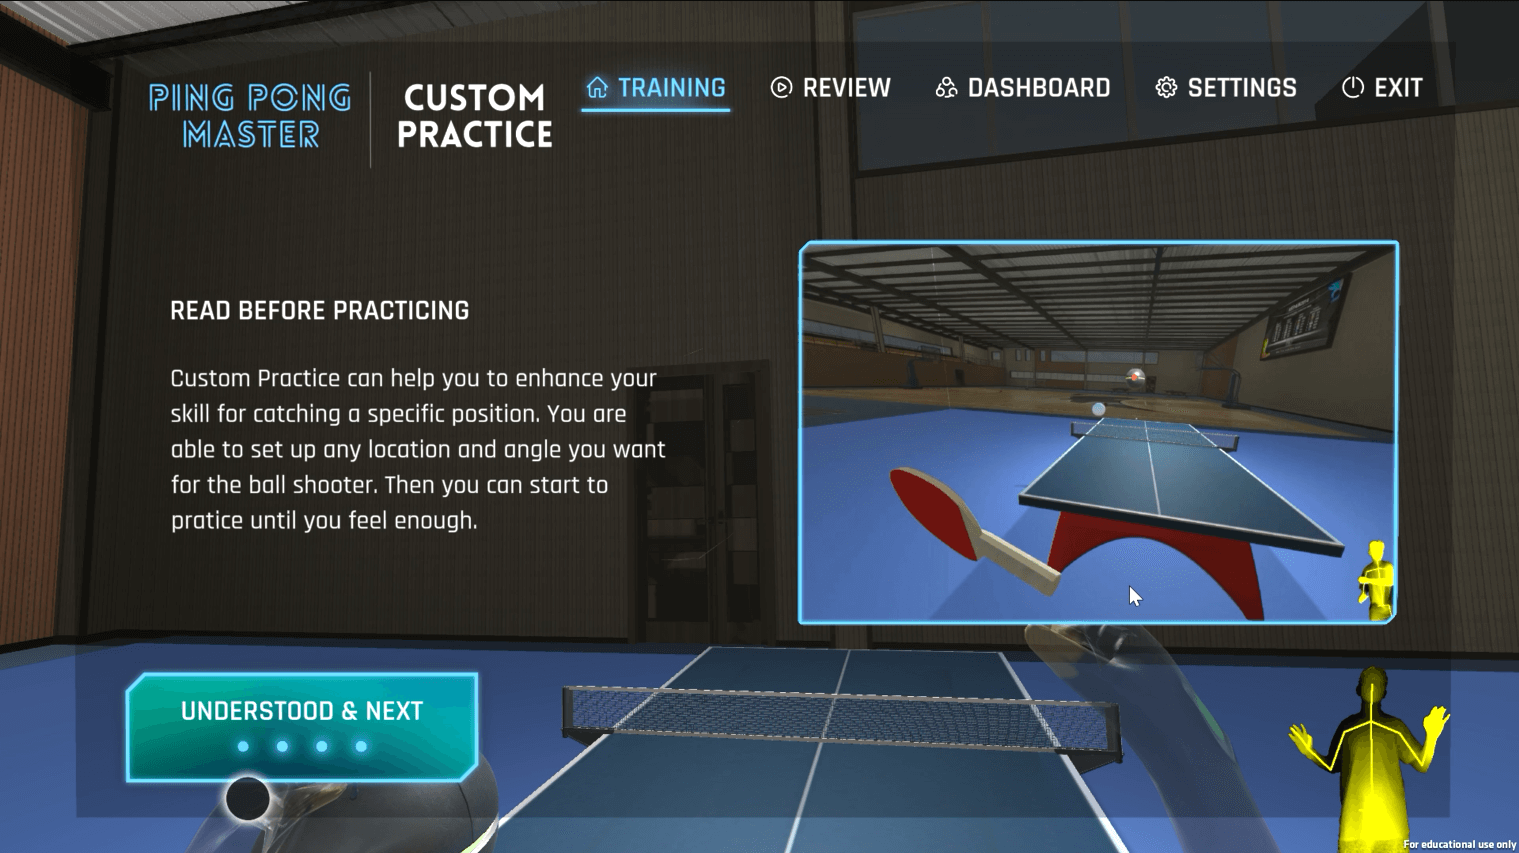 PING PONG
MASTER
CUSTOM
PRACTICE
TRAINING
REVIEW
DASHBOARD
SETTINGS
EXIT
READ BEFORE PRACTICING
Custom Practice can help you to enhance your
skill for catching a specific position. You are
able to set up any location and angle you want
for the ball shooter. Then you can start to
pratice until you feel enough.
UNDERSTOOD & NEXT
For educational use only